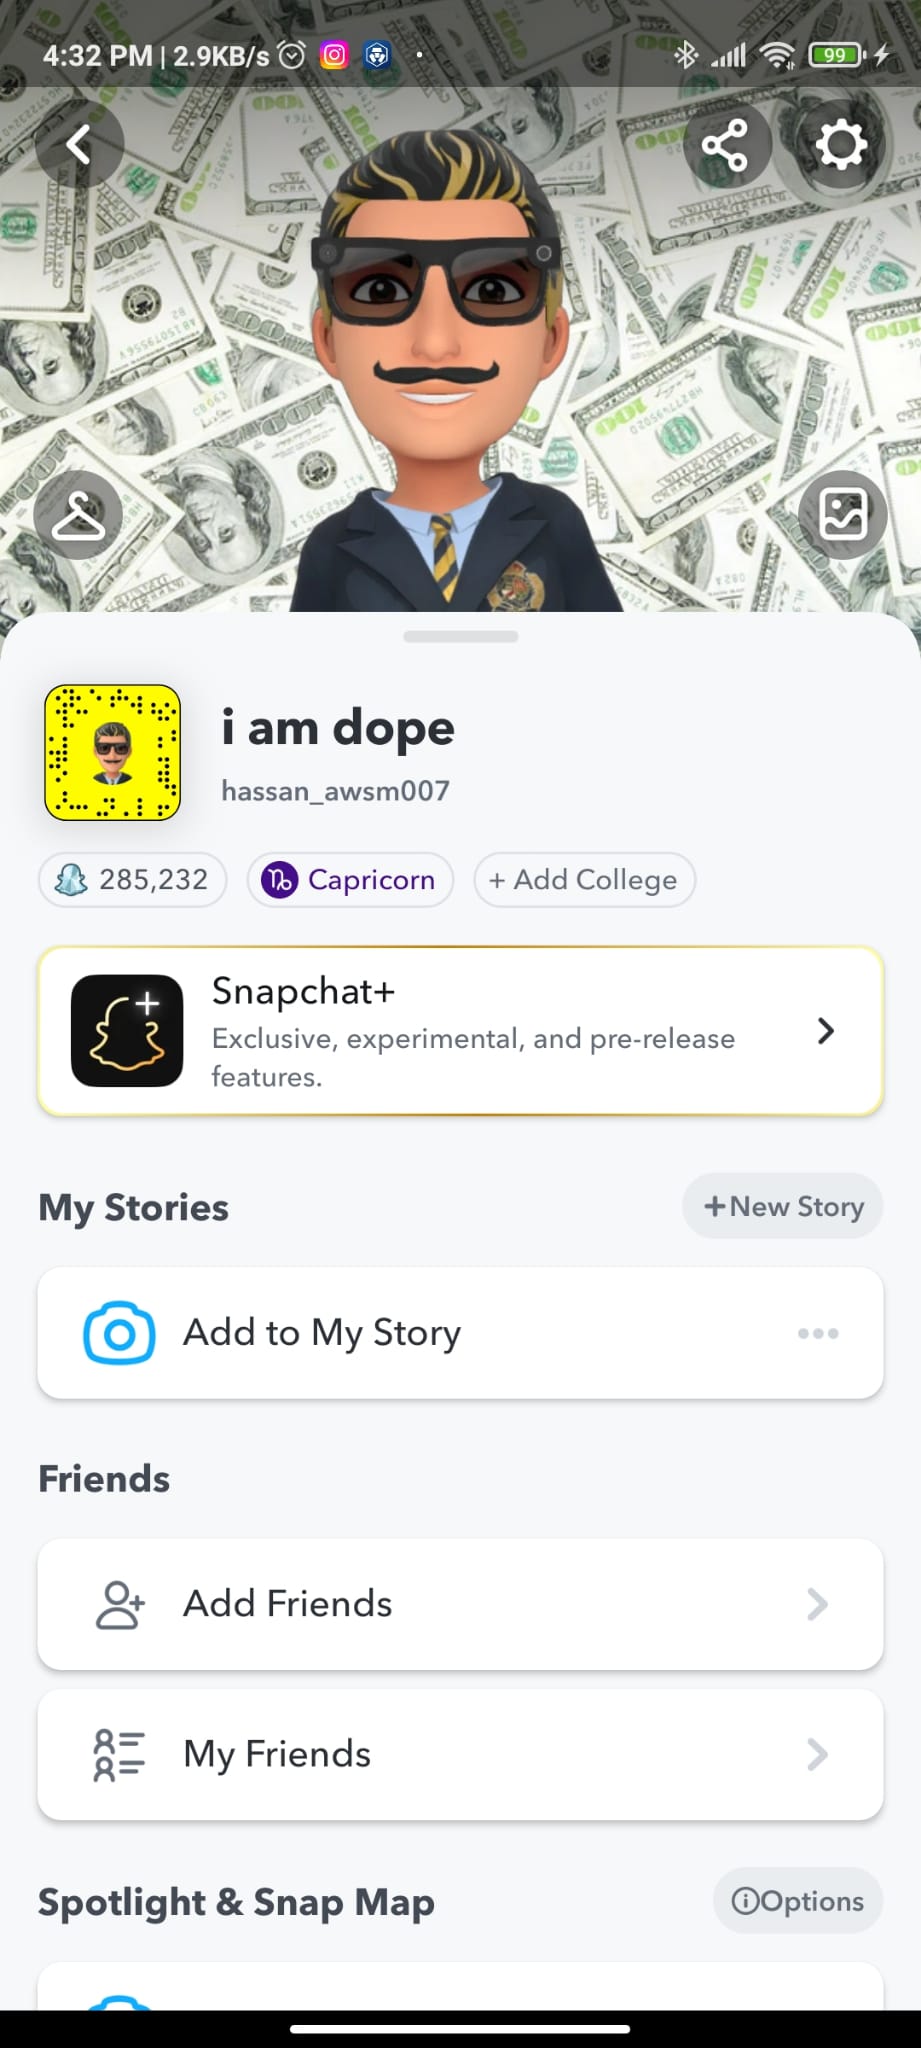 4:32 PM | 2.9KB/s
99
i am dope
hassan_awsm007
285,232
Capricorn
+ Add College
Snapchat+
Exclusive, experimental, and pre-release
features.
My Stories
+New Story
Add to My Story
Friends
Add Friends
My Friends
Spotlight & Snap Map
Options